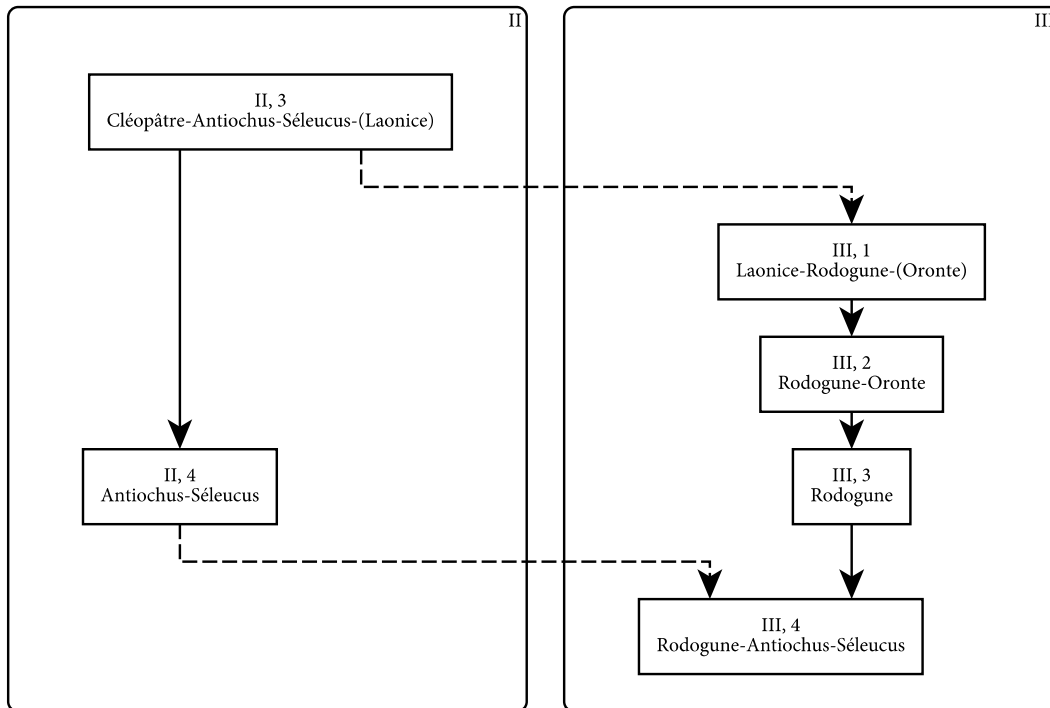 II
II, 3
Cléopâtre-Antiochus-Séleucus-(Laonice)
II, 4
Antiochus-Séleucus
III
III, 1
Laonice-Rodogune-(Oronte)
III, 2
Rodogune-Oronte
III, 3
Rodogune
III, 4
Rodogune-Antiochus-Séleucus